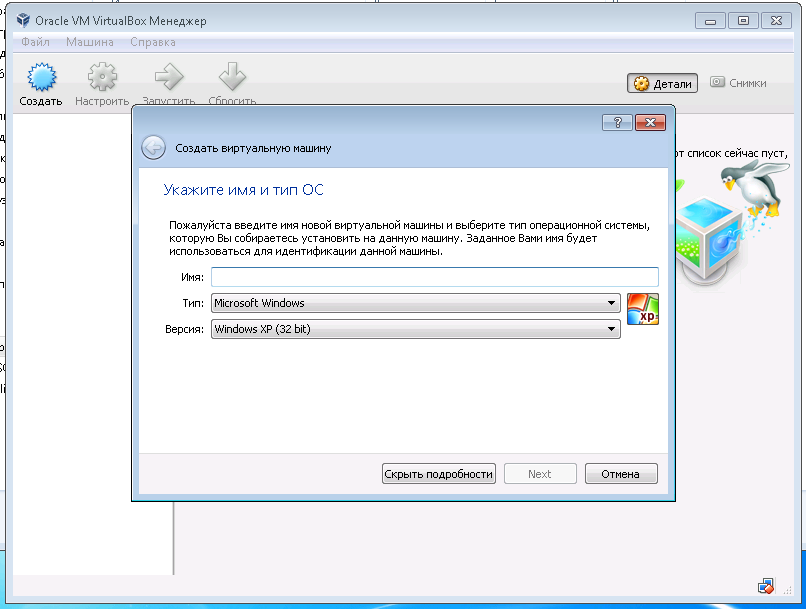 Oracle VM VirtualBox Менеджер
Файл Машина Справка
Создать Настроить Запустить Сбросить
Детали Снимки
Создать виртуальную машину
от список сейчас пуст,
Укажите имя и тип ОС
Пожалуйста введите имя новой виртуальной машины и выберите тип операционной системы,
которую Вы собираетесь установить на данную машину. Заданное Вами имя будет
использоваться для идентификации данной машины.
Имя:
Тип: Microsoft Windows
xp
Версия: Windows XP (32 bit)
Скрыть подробности Next Отмена